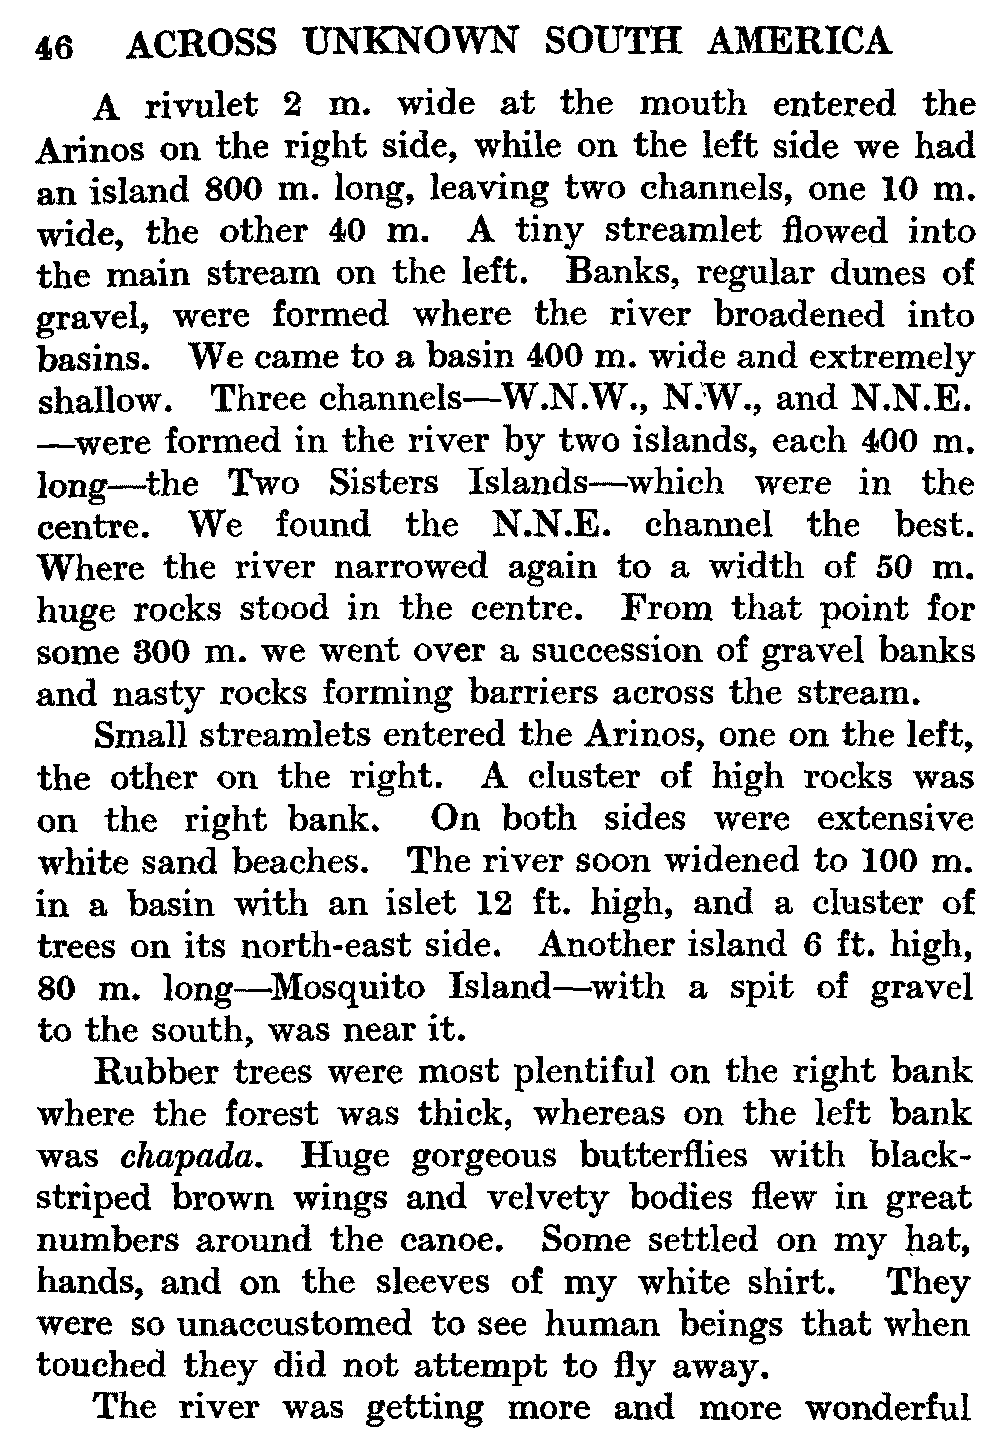 46 ACROSS UNKNOWN SOUTH AMERICA
A rivulet 2 m. wide at the mouth entered the
Arinos on the right side, while on the left side we had
an island 800 m. long, leaving two channels, one 10 m.
wide, the other 40 m. A tiny streamlet flowed into
the main stream on the left. Banks, regular dunes of
gravel, were formed where the river broadened into
basins. We came to a basin 400 m. wide and extremely
shallow. Three channels—W.N.W., N.W., and N.N.E.
—were formed in the river by two islands, each 400 m.
long—the Two Sisters Islands—which were in the
centre. We found the N.N.E. channel the best.
Where the river narrowed again to a width of 50 m.
huge rocks stood in the centre. From that point for
some 300 m. we went over a succession of gravel banks
and nasty rocks forming barriers across the stream.
Small streamlets entered the Arinos, one on the left,
the other on the right. A cluster of high rocks was
on the right bank. On both sides were extensive
white sand beaches. The river soon widened to 100 m.
in a basin with an islet 12 ft. high, and a cluster of
trees on its north-east side. Another island 6 ft. high,
80 m. long—Mosquito Island—with a spit of gravel
to the south, was near it.
Rubber trees were most plentiful on the right bank
where the forest was thick, whereas on the left bank
was chapada. Huge gorgeous butterflies with black-
striped brown wings and velvety bodies flew in great
numbers around the canoe. Some settled on my hat,
hands, and on the sleeves of my white shirt. They
were so unaccustomed to see human beings that when
touched they did not attempt to fly away.
The river was getting more and more wonderful